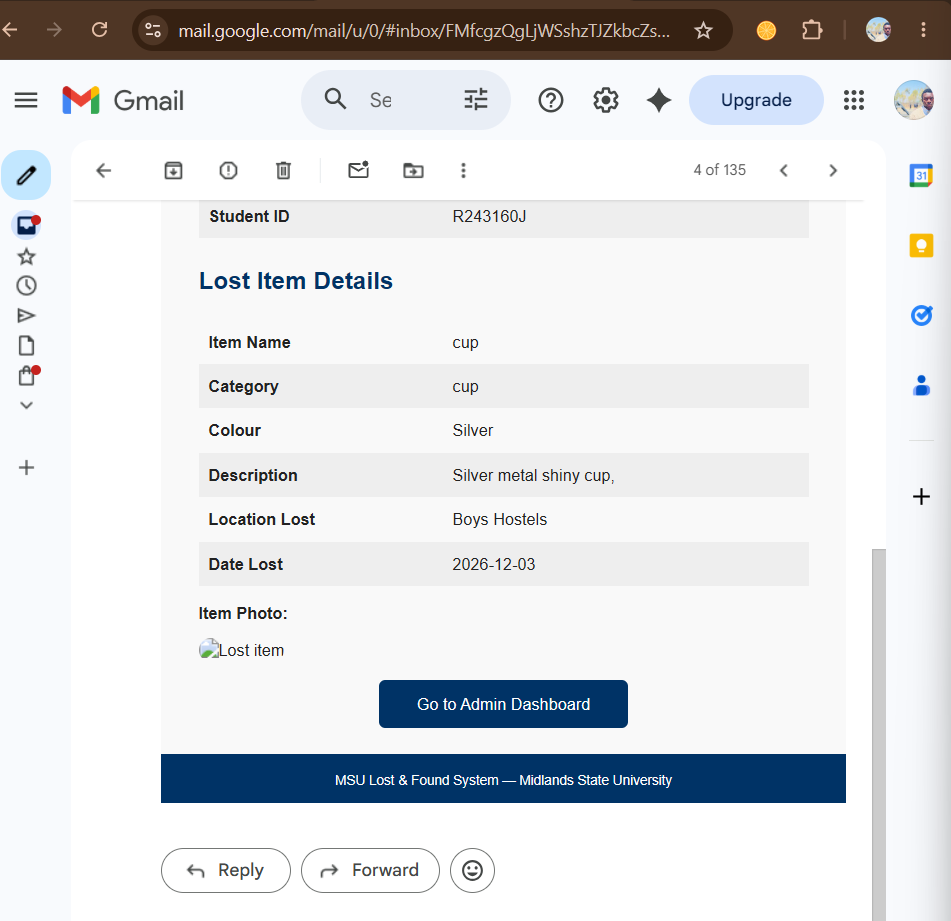 mail.google.com/mail/u/0/#inbox/FMfcgzQgLjWSshzTJZkbcZs...
Gmail
Se
Upgrade
4 of 135
31
Student ID R243160J
Lost Item Details
Item Name cup
Category cup
Colour Silver
Description Silver metal shiny cup,
Location Lost Boys Hostels
Date Lost 2026-12-03
Item Photo:
Lost item
Go to Admin Dashboard
MSU Lost & Found System — Midlands State University
Reply Forward